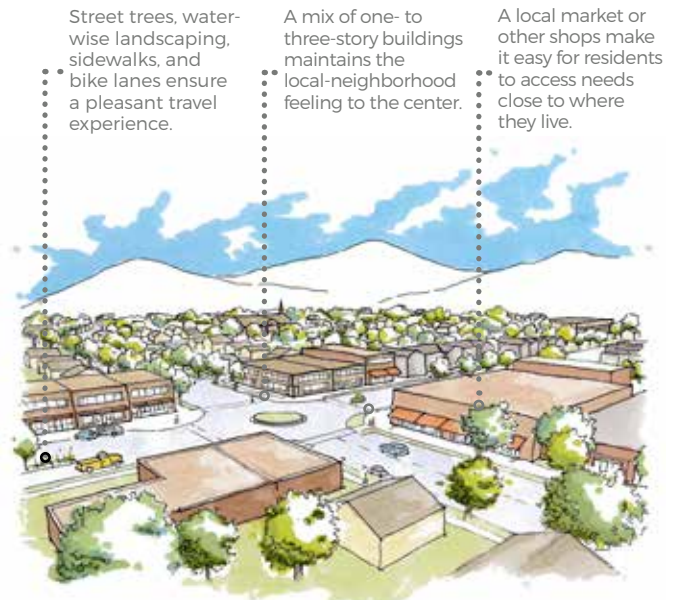 Street trees, water-
wise landscaping,
sidewalks, and
bike lanes ensure
a pleasant travel
experience.
A mix of one- to
three-story buildings
maintains the
local-neighborhood
feeling to the center.
A local market or
other shops make
it easy for residents
to access needs
close to where
they live.